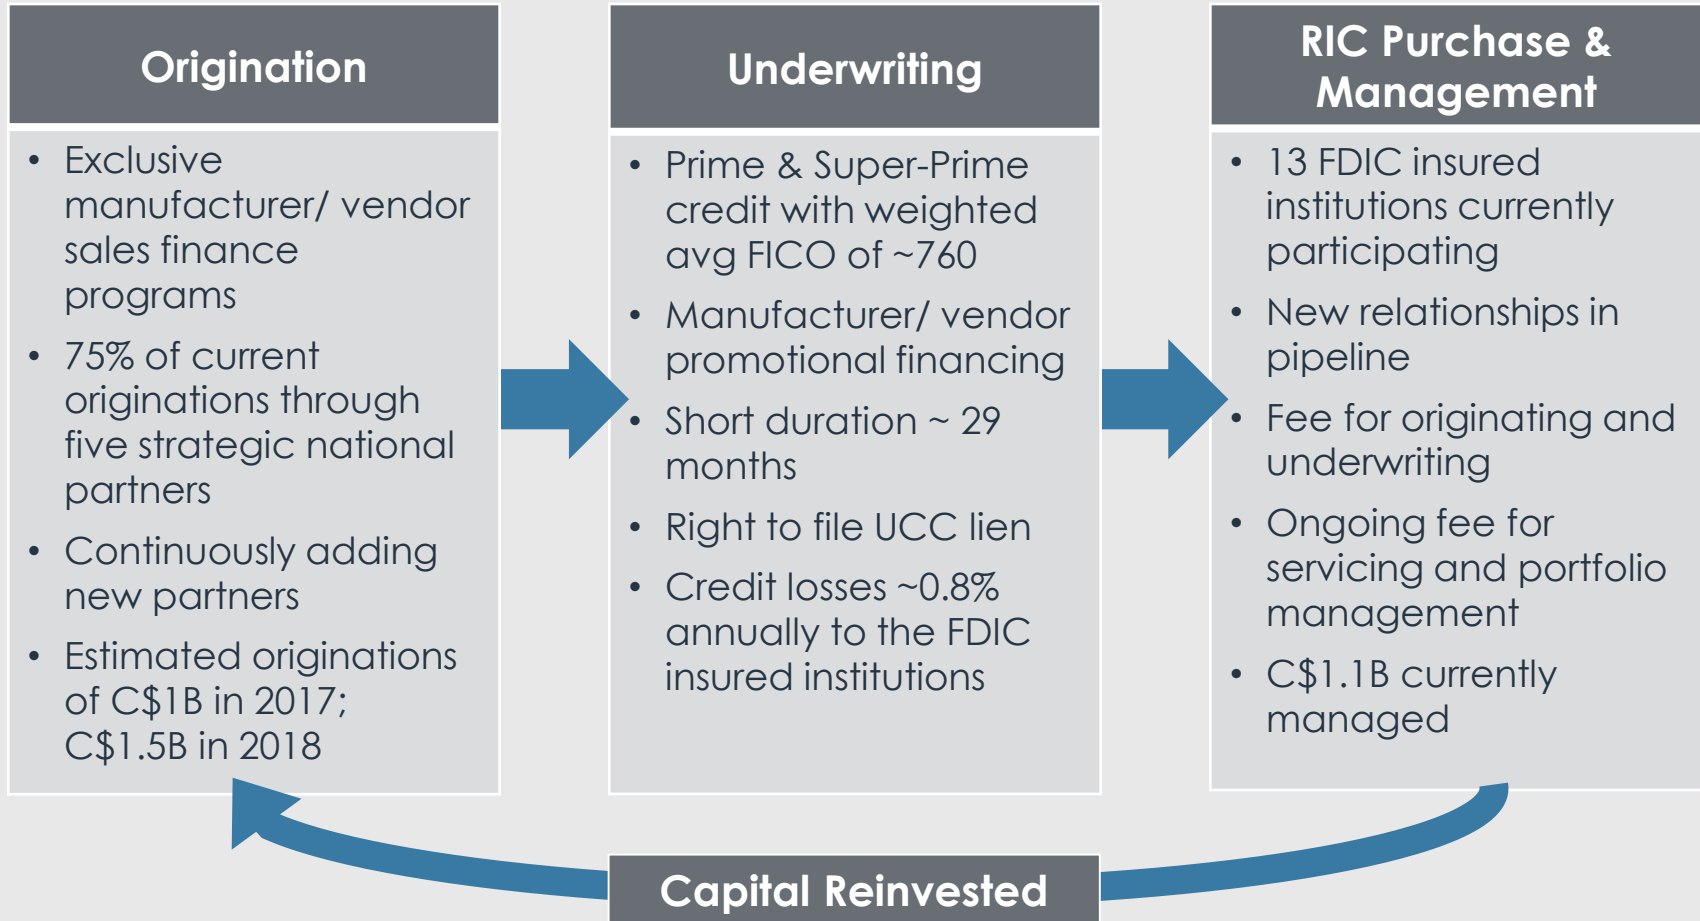 Origination
• Exclusive
manufacturer/ vendor
sales finance
programs
• 75% of current
originations through
five strategic national
partners
• Continuously adding
new partners
• Estimated originations
of C$1B in 2017;
C$1.5B in 2018
Underwriting
• Prime & Super-Prime
credit with weighted
avg FICO of ~760
• Manufacturer/ vendor
promotional financing
• Short duration ~ 29
months
• Right to file UCC lien
• Credit losses ~0.8%
annually to the FDIC
insured institutions
RIC Purchase &
Management
• 13 FDIC insured
institutions currently
participating
• New relationships in
pipeline
• Fee for originating and
underwriting
• Ongoing fee for
servicing and portfolio
management
• C$1.1B currently
managed
Capital Reinvested